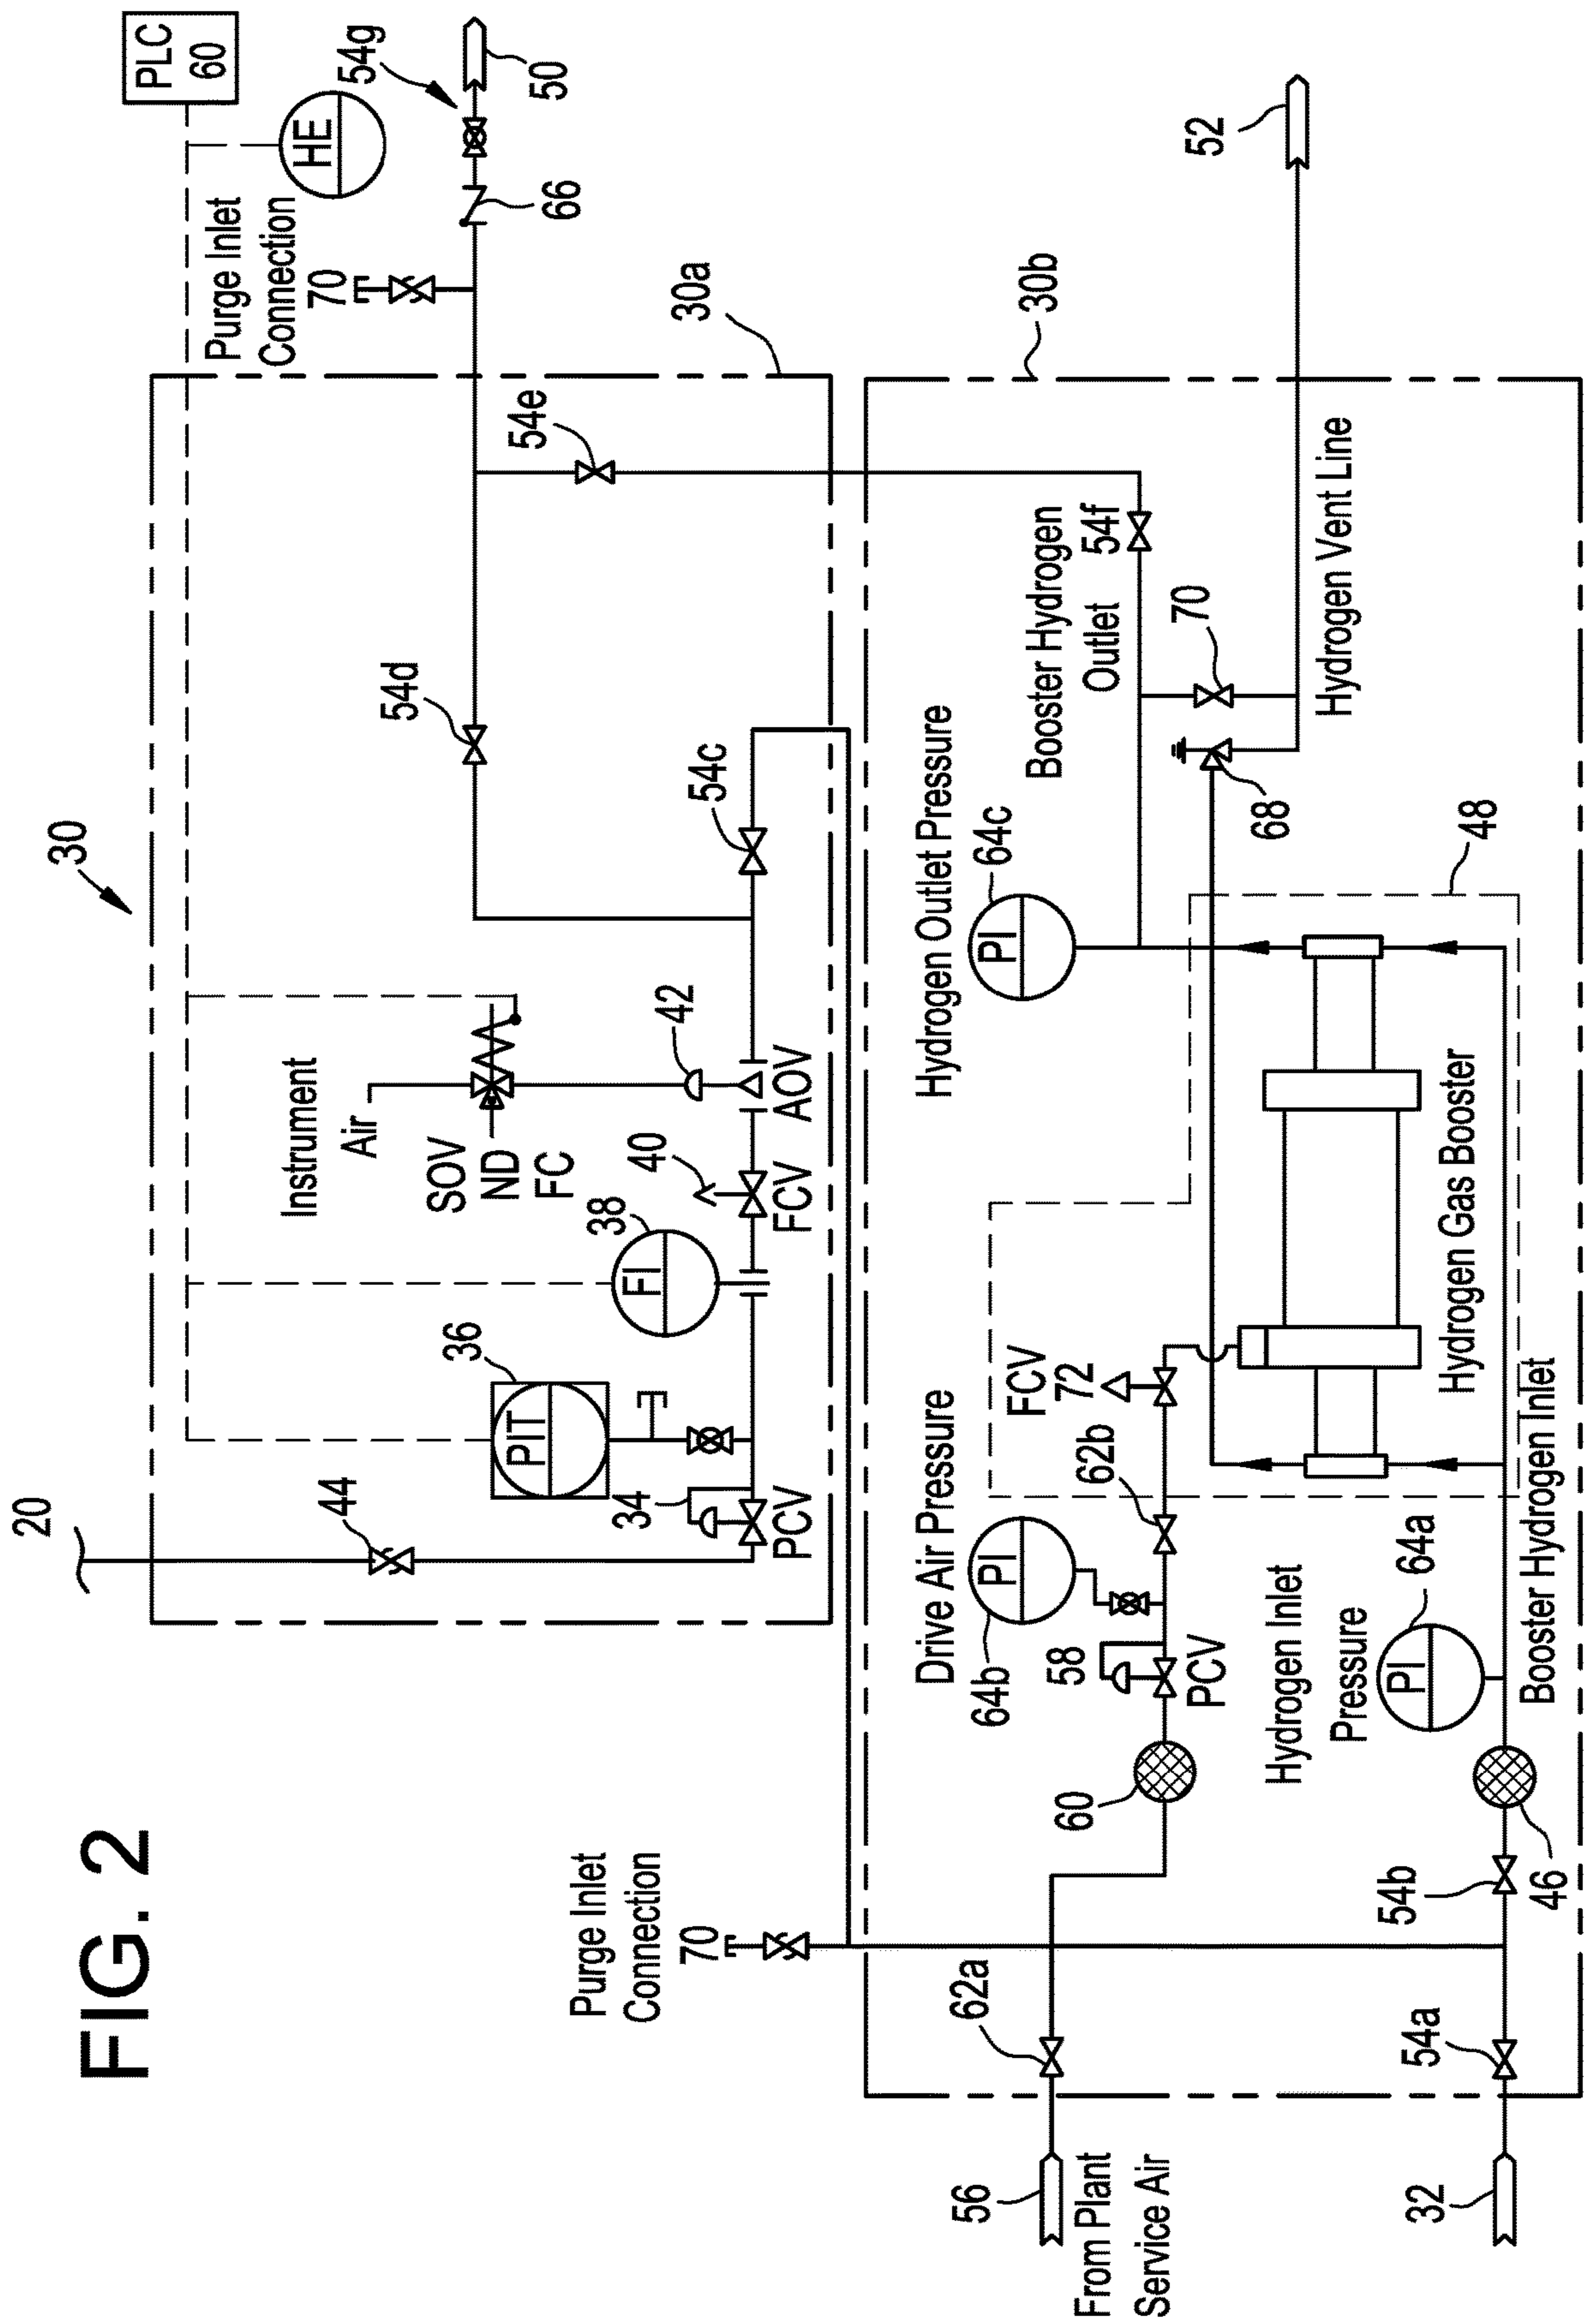 FIG. 2
30
20
44
PIT
36
34
PCV
FI
38
40
FCV
Instrument
Air
SOV
ND
FC
42
AOV
54d
54c
54e
30a
PLC
60
HE
Purge Inlet
Connection
70
66
54g
50
Purge Inlet
Connection
70
62a
56
From Plant
Service Air
32
54a
54b
46
60
Drive Air Pressure
PI
64b
58
PCV
62b
FCV
72
Hydrogen Inlet
Pressure
PI
64a
Booster Hydrogen Inlet
Hydrogen Gas Booster
48
Hydrogen Outlet Pressure
PI
64c
68
70
Booster Hydrogen
Outlet
54f
Hydrogen Vent Line
30b
52